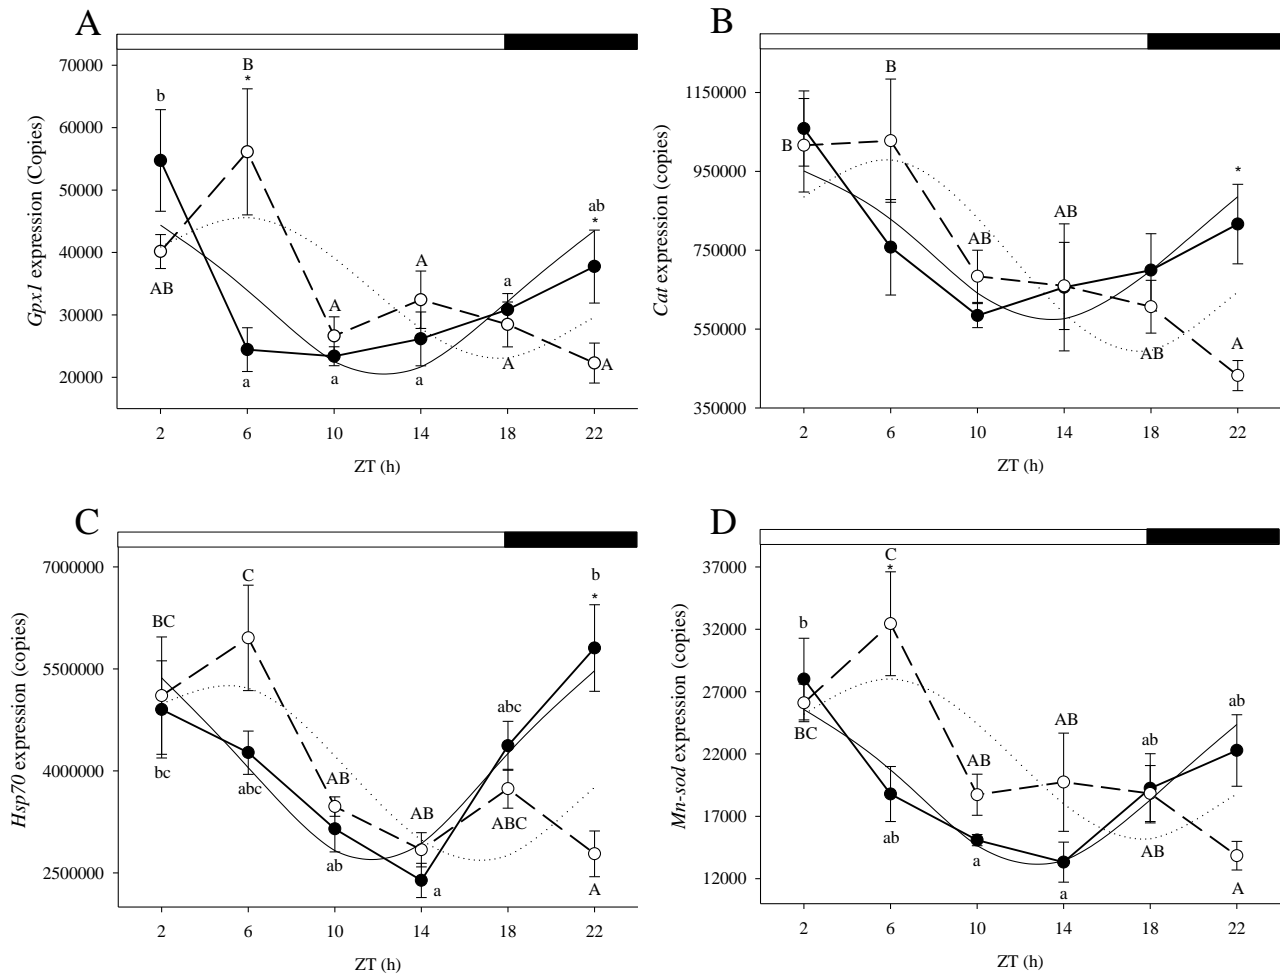 A
70000
60000
50000
40000
30000
20000
Gpx1 expression (Copies)
b
B
*
AB
a
A
a
A
a
a
A
ab
*
A
2 6 10 14 18 22
ZT (h)
B
1150000
950000
750000
550000
350000
Cat expression (copies)
B
B
AB
AB
AB
*
A
2 6 10 14 18 22
ZT (h)
C
7000000
5500000
4000000
2500000
Hsp70 expression (copies)
BC
bc
C
abc
AB
ab
AB
a
abc
ABC
b
*
A
2 6 10 14 18 22
ZT (h)
D
37000
32000
27000
22000
17000
12000
Mn-sod expression (copies)
b
BC
C
*
ab
AB
a
AB
a
ab
AB
ab
A
2 6 10 14 18 22
ZT (h)